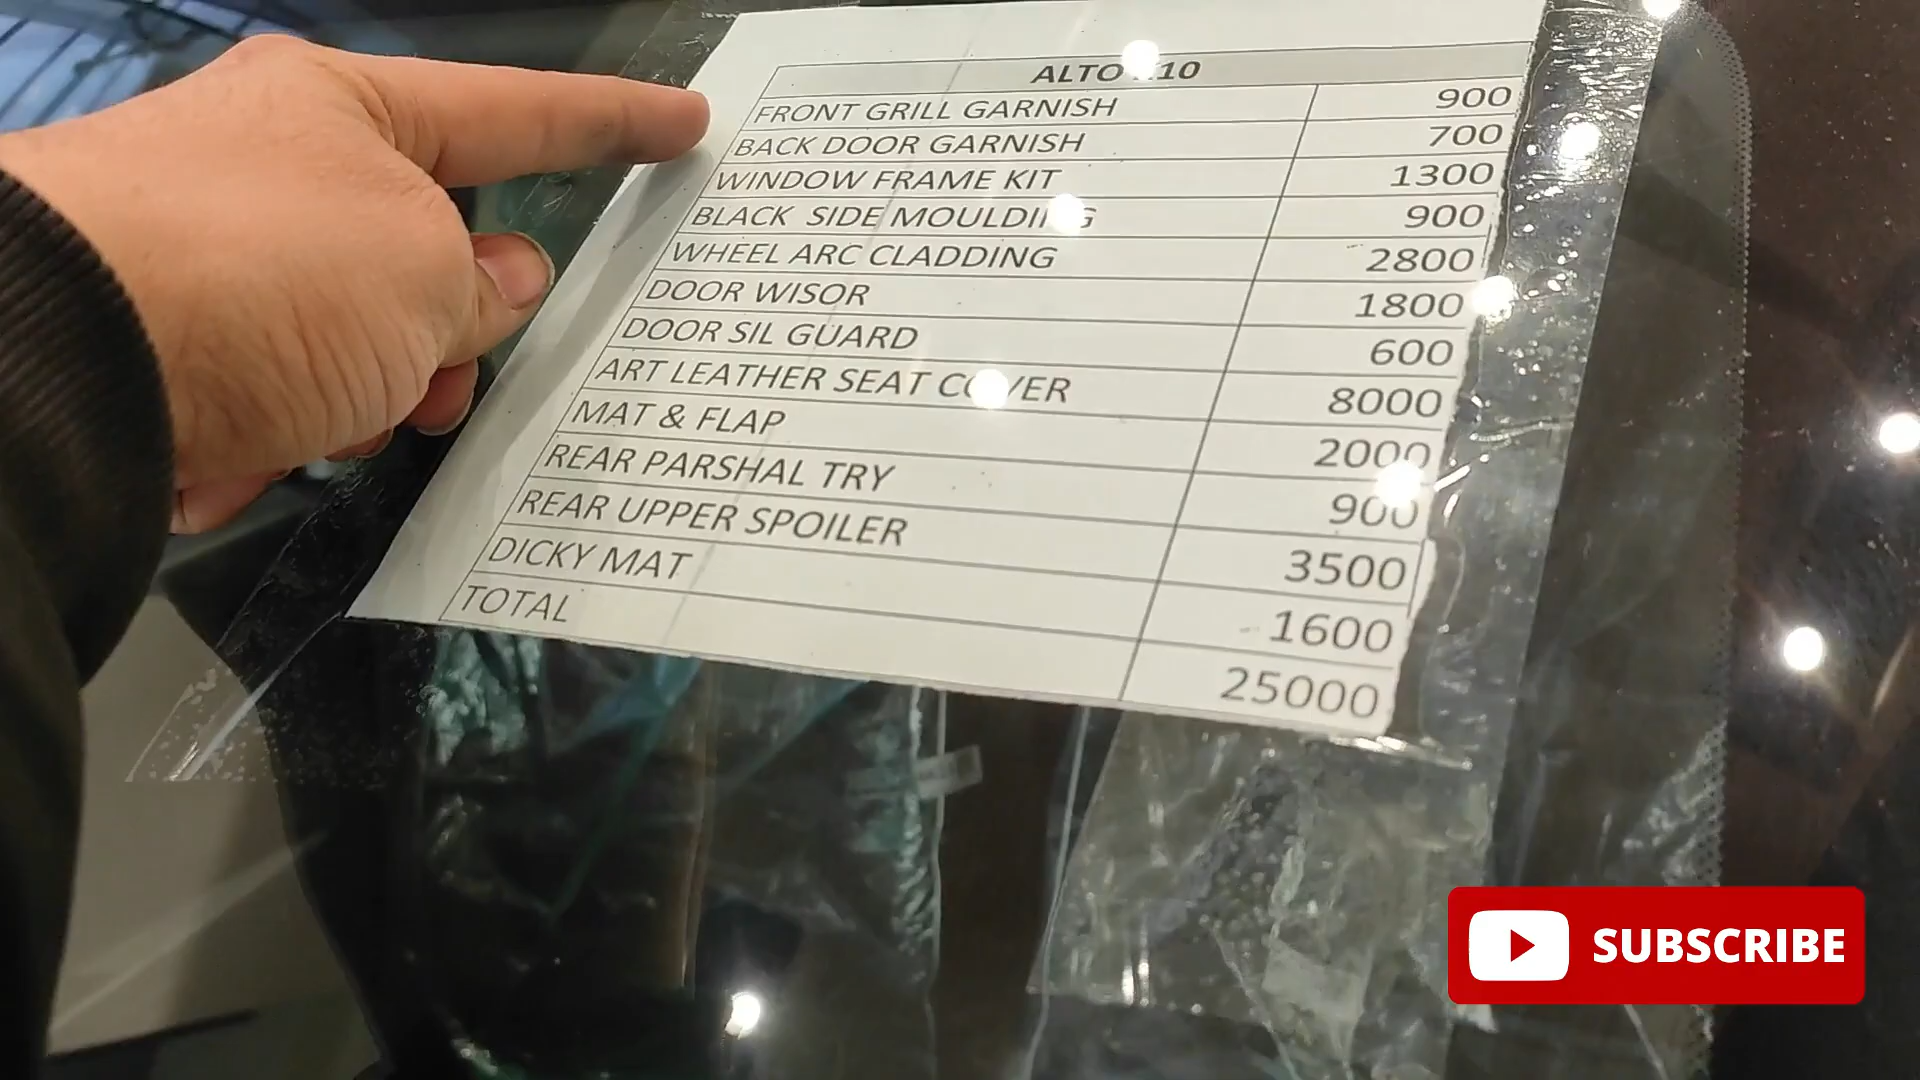 ALTO K10
FRONT GRILL GARNISH 900
BACK DOOR GARNISH 700
WINDOW FRAME KIT 1300
BLACK SIDE MOULDING 900
WHEEL ARC CLADDING 2800
DOOR WISOR 1800
DOOR SIL GUARD 600
ART LEATHER SEAT COVER 8000
MAT & FLAP 2000
REAR PARSHAL TRY 900
REAR UPPER SPOILER 3500
DICKY MAT 1600
TOTAL 25000
SUBSCRIBE